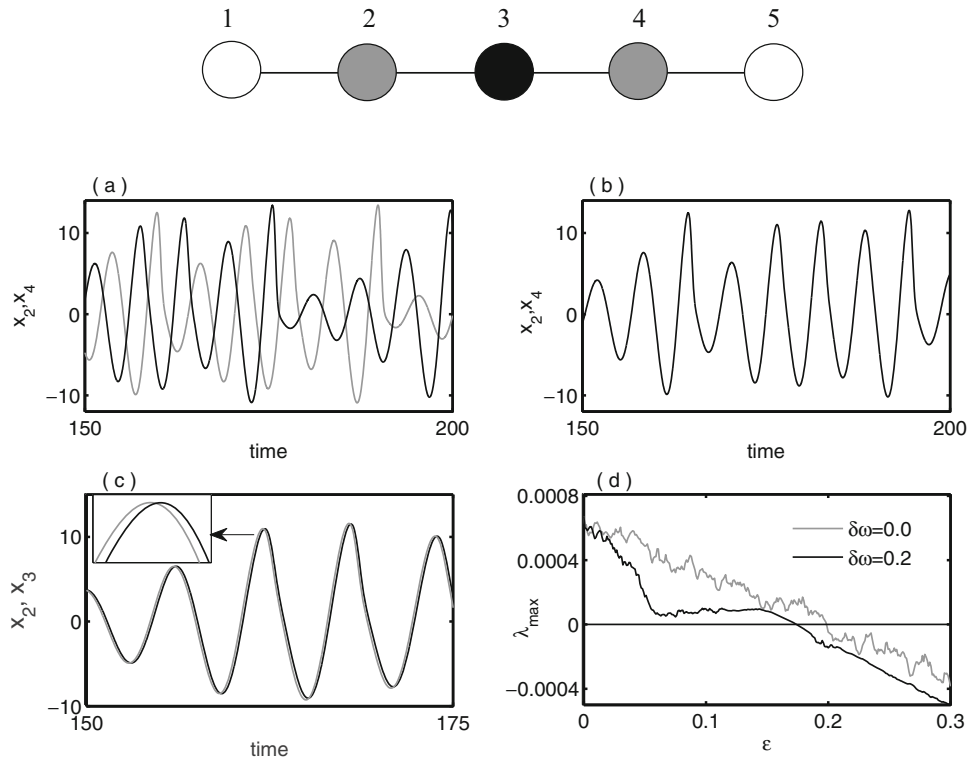 1 2 3 4 5
( a )
10
0
−10
x2,x4
150 200
time
( b )
10
0
−10
x2,x4
150 200
time
( c )
10
0
−10
x2, x3
150 175
time
( d )
0.0008
0.0004
0
−0.0004
λmax
δω=0.0
δω=0.2
0 0.1 0.2 0.3
ε